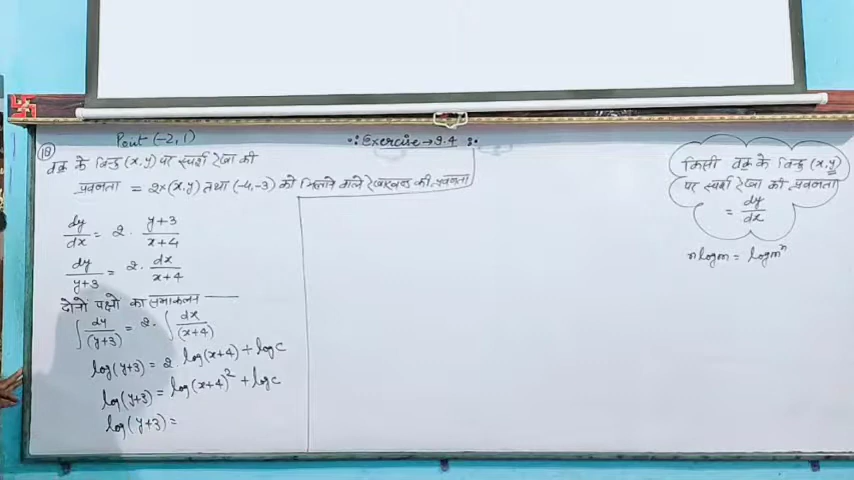 Point (-2,1)
∴ Exercise → 9.4 :·
(18) वक्र के बिन्दु (x,y) पर स्पर्श रेखा की
प्रवणता = 2×(x,y) तथा (-4,-3) को मिलाने वाले रेखाखण्ड की प्रवणता
dy/dx = 2. y+3/x+4
dy/y+3 = 2. dx/x+4
दोनों पक्षो का समाकलन —
∫ dy/(y+3) = 2. ∫ dx/(x+4)
log(y+3) = 2. log(x+4) + log c
log(y+3) = log(x+4)² + log c
log(y+3) =
किसी वक्र के बिन्दु (x,y)
पर स्पर्श रेखा की प्रवणता
= dy/dx
n log m = log mⁿ